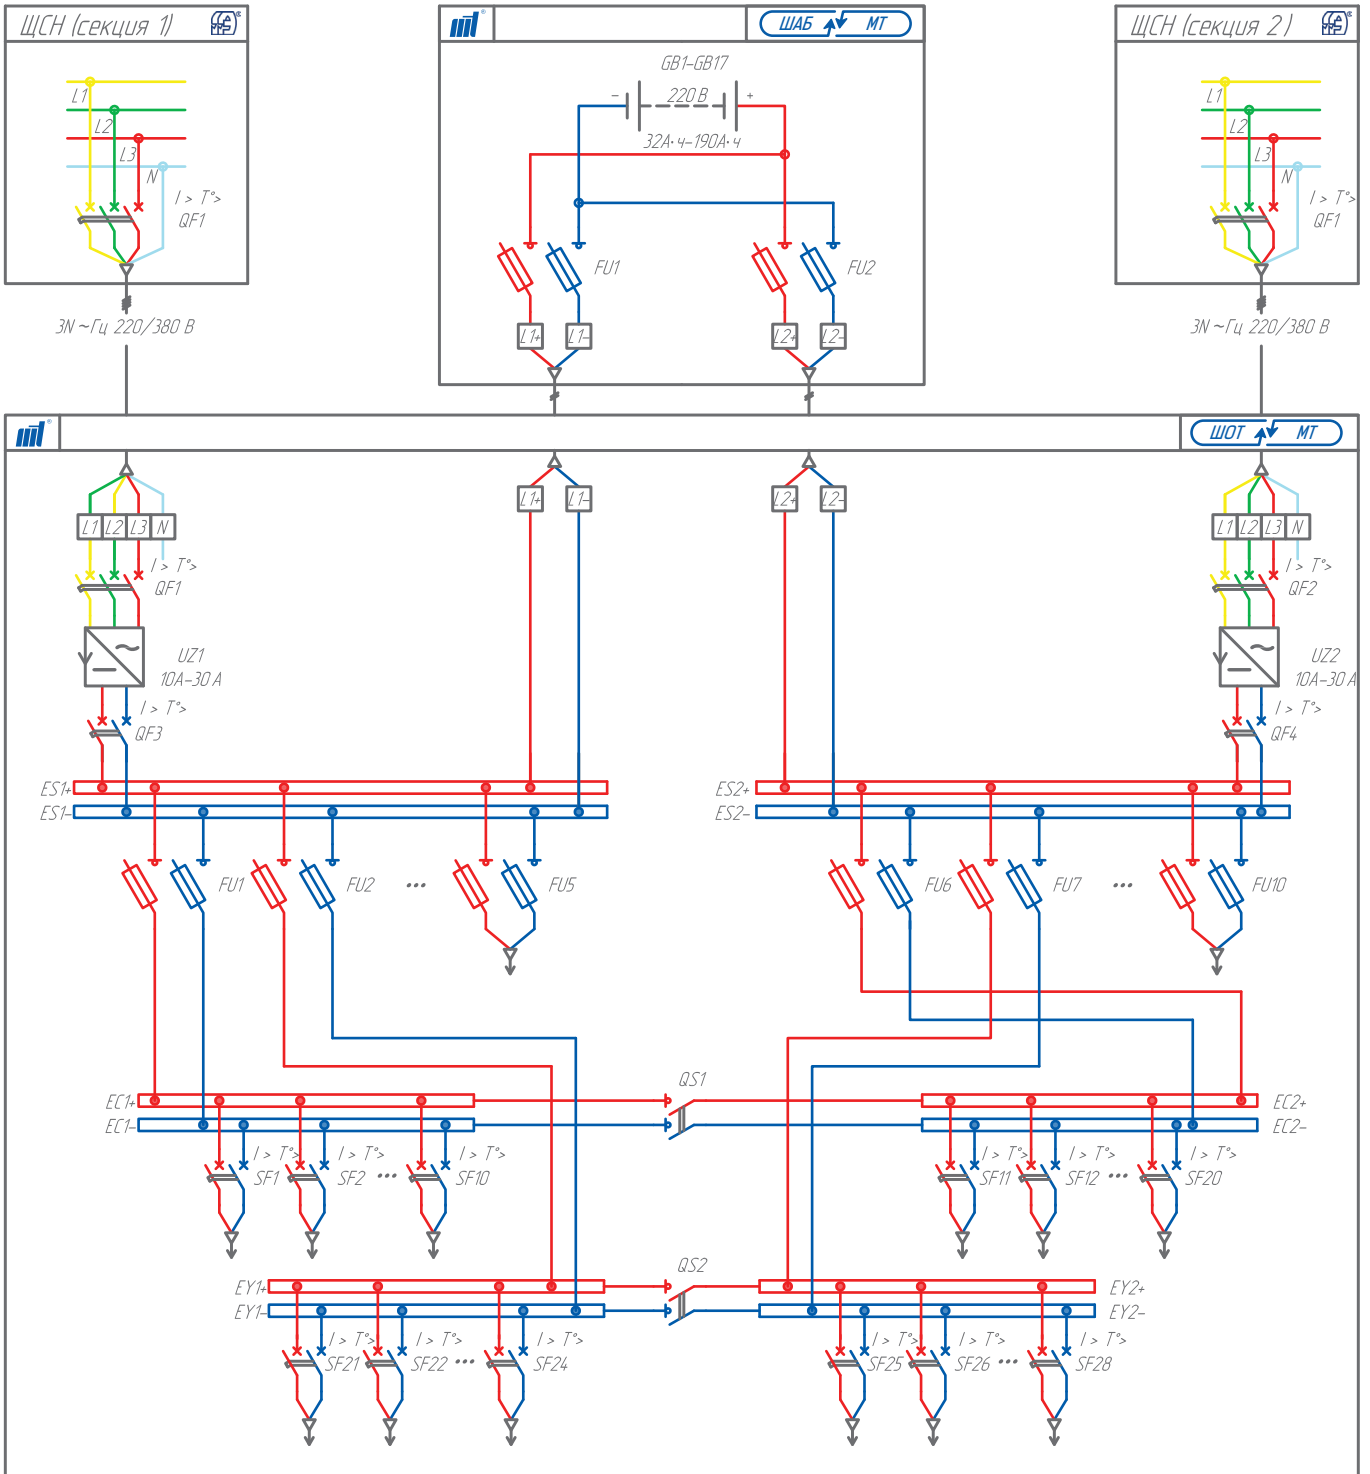 ЩСН (секция 1)
ШАБ МТ
ЩСН (секция 2)
L1
L2
L3
N
I > T°>
QF1
GB1-GB17
- 220 В +
32А·ч-190А·ч
L1
L2
L3
N
I > T°>
QF1
FU1
FU2
L1+ L1- L2+ L2-
3N ~Гц 220/380 В
3N ~Гц 220/380 В
ШОТ МТ
L1 L2 L3 N
L1+ L1- L2+ L2-
L1 L2 L3 N
I > T°>
QF1
I > T°>
QF2
UZ1
10А-30 А
UZ2
10А-30 А
I > T°>
QF3
I > T°>
QF4
ES1+
ES1-
ES2+
ES2-
FU1 FU2 ... FU5
FU6 FU7 ... FU10
QS1
EC1+
EC1-
EC2+
EC2-
I > T°> I > T°> I > T°>
SF1 SF2 ... SF10
I > T°> I > T°> I > T°>
SF11 SF12 ... SF20
QS2
EY1+
EY1-
EY2+
EY2-
I > T°> I > T°> I > T°>
SF21 SF22 ... SF24
I > T°> I > T°> I > T°>
SF25 SF26 ... SF28